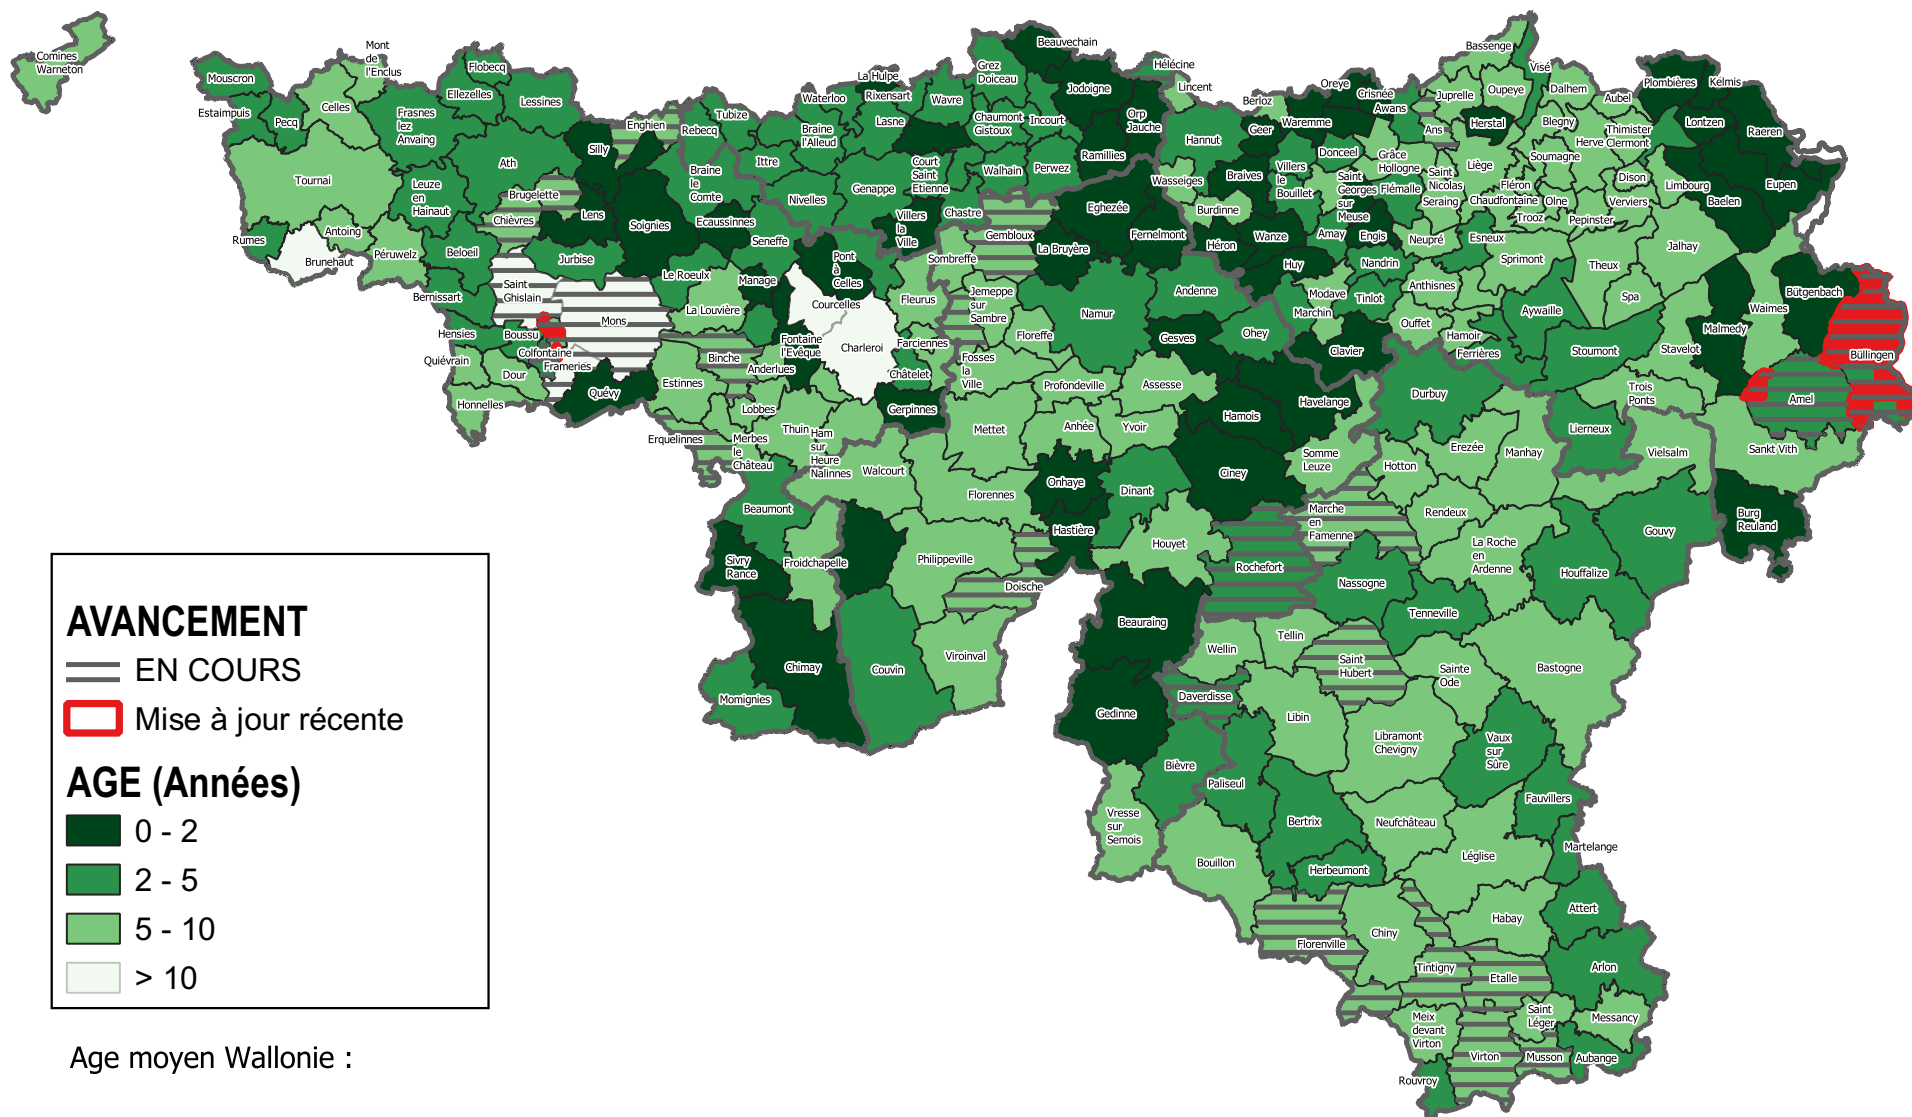 Comines
Warneton
Mouscron
Estaimpuis
Pecq
Celles
Mont
de
l'Enclus
Tournai
Rumes
Brunehaut
Antoing
Péruwelz
Frasnes
lez
Anvaing
Leuze
en
Hainaut
Flobecq
Ellezelles
Lessines
Ath
Silly
Enghien
Brugelette
Chièvres
Lens
Beloeil
Bernissart
Jurbise
Soignies
Rebecq
Tubize
Braine
le
Comte
Ecaussinnes
Ittre
Nivelles
Seneffe
Le Roeulx
Manage
La Louvière
Saint
Ghislain
Mons
Hensies
Boussu
Quiévrain
Colfontaine
Frameries
Dour
Honnelles
Quévy
Estinnes
Binche
Anderlues
Fontaine
l'Evêque
Courcelles
Pont
à
Celles
Charleroi
Châtelet
Farciennes
Fleurus
Gerpinnes
Lobbes
Thuin
Ham
sur
Heure
Nalinnes
Merbes
le
Château
Erquelinnes
Beaumont
Sivry
Rance
Froidchapelle
Chimay
Momignies
Couvin
Viroinval
Philippeville
Doische
Walcourt
Florennes
Mettet
La Hulpe
Rixensart
Waterloo
Braine
l'Alleud
Lasne
Wavre
Grez
Doiceau
Beauvechain
Chaumont
Gistoux
Incourt
Jodoigne
Hélécine
Orp
Jauche
Ramillies
Perwez
Walhain
Court
Saint
Etienne
Genappe
Villers
la
Ville
Chastre
Gembloux
Sombreffe
Jemeppe
sur
Sambre
Floreffe
Fosses
la
Ville
La Bruyère
Eghezée
Fernelmont
Namur
Andenne
Gesves
Ohey
Profondeville
Assesse
Anhée
Yvoir
Onhaye
Dinant
Hastière
Houyet
Hamois
Havelange
Ciney
Somme
Leuze
Rochefort
Beauraing
Gedinne
Bièvre
Vresse
sur
Semois
Lincent
Hannut
Wasseiges
Burdinne
Braives
Berloz
Geer
Waremme
Oreye
Crisnée
Awans
Donceel
Villers
le
Bouillet
Saint
Georges
sur
Meuse
Grâce
Hollogne
Flémalle
Ans
Herstal
Juprelle
Oupeye
Bassenge
Visé
Dalhem
Blegny
Aubel
Thimister
Clermont
Herve
Soumagne
Liège
Saint
Nicolas
Seraing
Fléron
Chaudfontaine
Trooz
Olne
Pepinster
Dison
Verviers
Limbourg
Baelen
Plombières
Kelmis
Lontzen
Raeren
Eupen
Jalhay
Theux
Spa
Sprimont
Esneux
Neupré
Engis
Amay
Wanze
Héron
Huy
Nandrin
Tinlot
Modave
Marchin
Clavier
Anthisnes
Ouffet
Hamoir
Ferrières
Aywaille
Stoumont
Stavelot
Malmedy
Waimes
Bütgenbach
Büllingen
Amel
Trois
Ponts
Lierneux
Sankt Vith
Burg
Reuland
Durbuy
Hotton
Erezée
Manhay
Vielsalm
Marche
en
Famenne
Rendeux
La Roche
en
Ardenne
Gouvy
Houffalize
Nassogne
Tenneville
Tellin
Wellin
Saint
Hubert
Sainte
Ode
Bastogne
Daverdisse
Libin
Libramont
Chevigny
Vaux
sur
Sûre
Paliseul
Bertrix
Neufchâteau
Fauvillers
Bouillon
Herbeumont
Léglise
Martelange
Florenville
Chiny
Habay
Attert
Tintigny
Etalle
Arlon
Meix
devant
Virton
Saint
Léger
Messancy
Virton
Musson
Aubange
Rouvroy
AVANCEMENT
EN COURS
Mise à jour récente
AGE (Années)
0 - 2
2 - 5
5 - 10
> 10
Age moyen Wallonie :